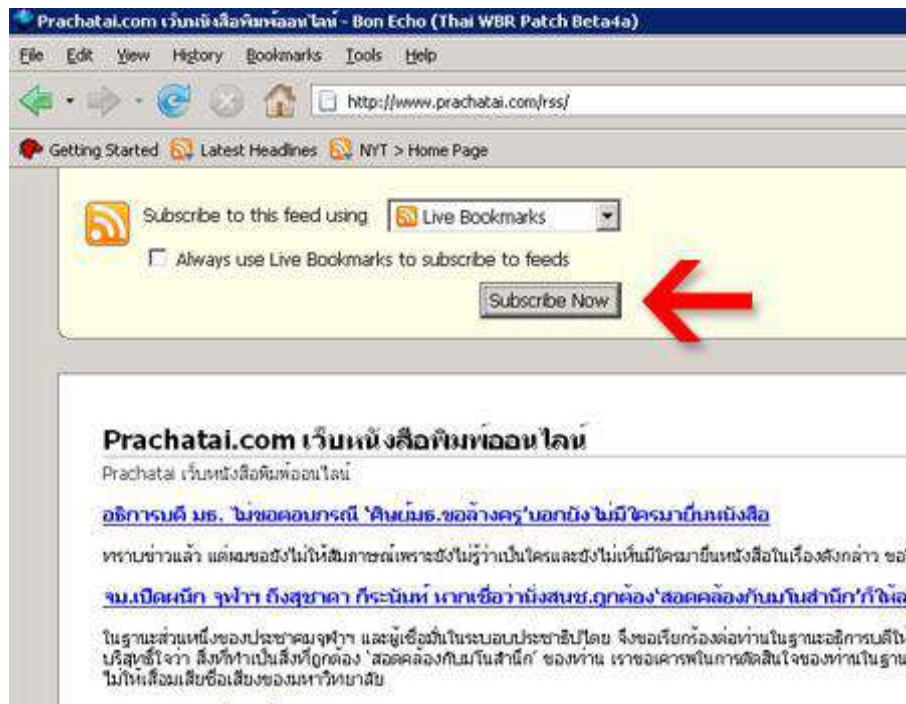 Prachatai.com เว็บหนังสือพิมพ์ออนไลน์ - Bon Echo (Thai WBR Patch Beta4a)
File Edit View History Bookmarks Tools Help
http://www.prachatai.com/rss/
Getting Started Latest Headlines NYT > Home Page
Subscribe to this feed using Live Bookmarks
Always use Live Bookmarks to subscribe to feeds
Subscribe Now
Prachatai.com เว็บหนังสือพิมพ์ออนไลน์
Prachatai เว็บหนังสือพิมพ์ออนไลน์
อธิการบดี มธ. ไม่ขอตอบกรณี 'ศิษย์มธ.ขอล้างครู'บอกยังไม่มีใครมายื่นหนังสือ
ทราบข่าวแล้ว แต่ผมขอยังไม่ให้สัมภาษณ์เพราะยังไม่รู้ว่าเป็นใครและยังไม่เห็นมีใครมายื่นหนังสือในเรื่องดังกล่าว ขอ
จม.เปิดผนึก จุฬาฯ ถึงสุชาดา กีระนันท์ หากเชื่อว่านั่งสนช.ถูกต้อง'สอดคล้องกับมโนสำนึก'ก็ให้ล
ในฐานะส่วนหนึ่งของประชาคมจุฬาฯ และผู้เชื่อมั่นในระบอบประชาธิปไตย จึงขอเรียกร้องต่อท่านในฐานะอธิการบดีให้
บริสุทธิ์ใจว่า สิ่งที่ทำเป็นสิ่งที่ถูกต้อง 'สอดคล้องกับมโนสำนึก' ของท่าน เราขอเคารพในการตัดสินใจของท่านในฐาน
ไม่ให้เสื่อมเสียชื่อเสียงของมหาวิทยาลัย